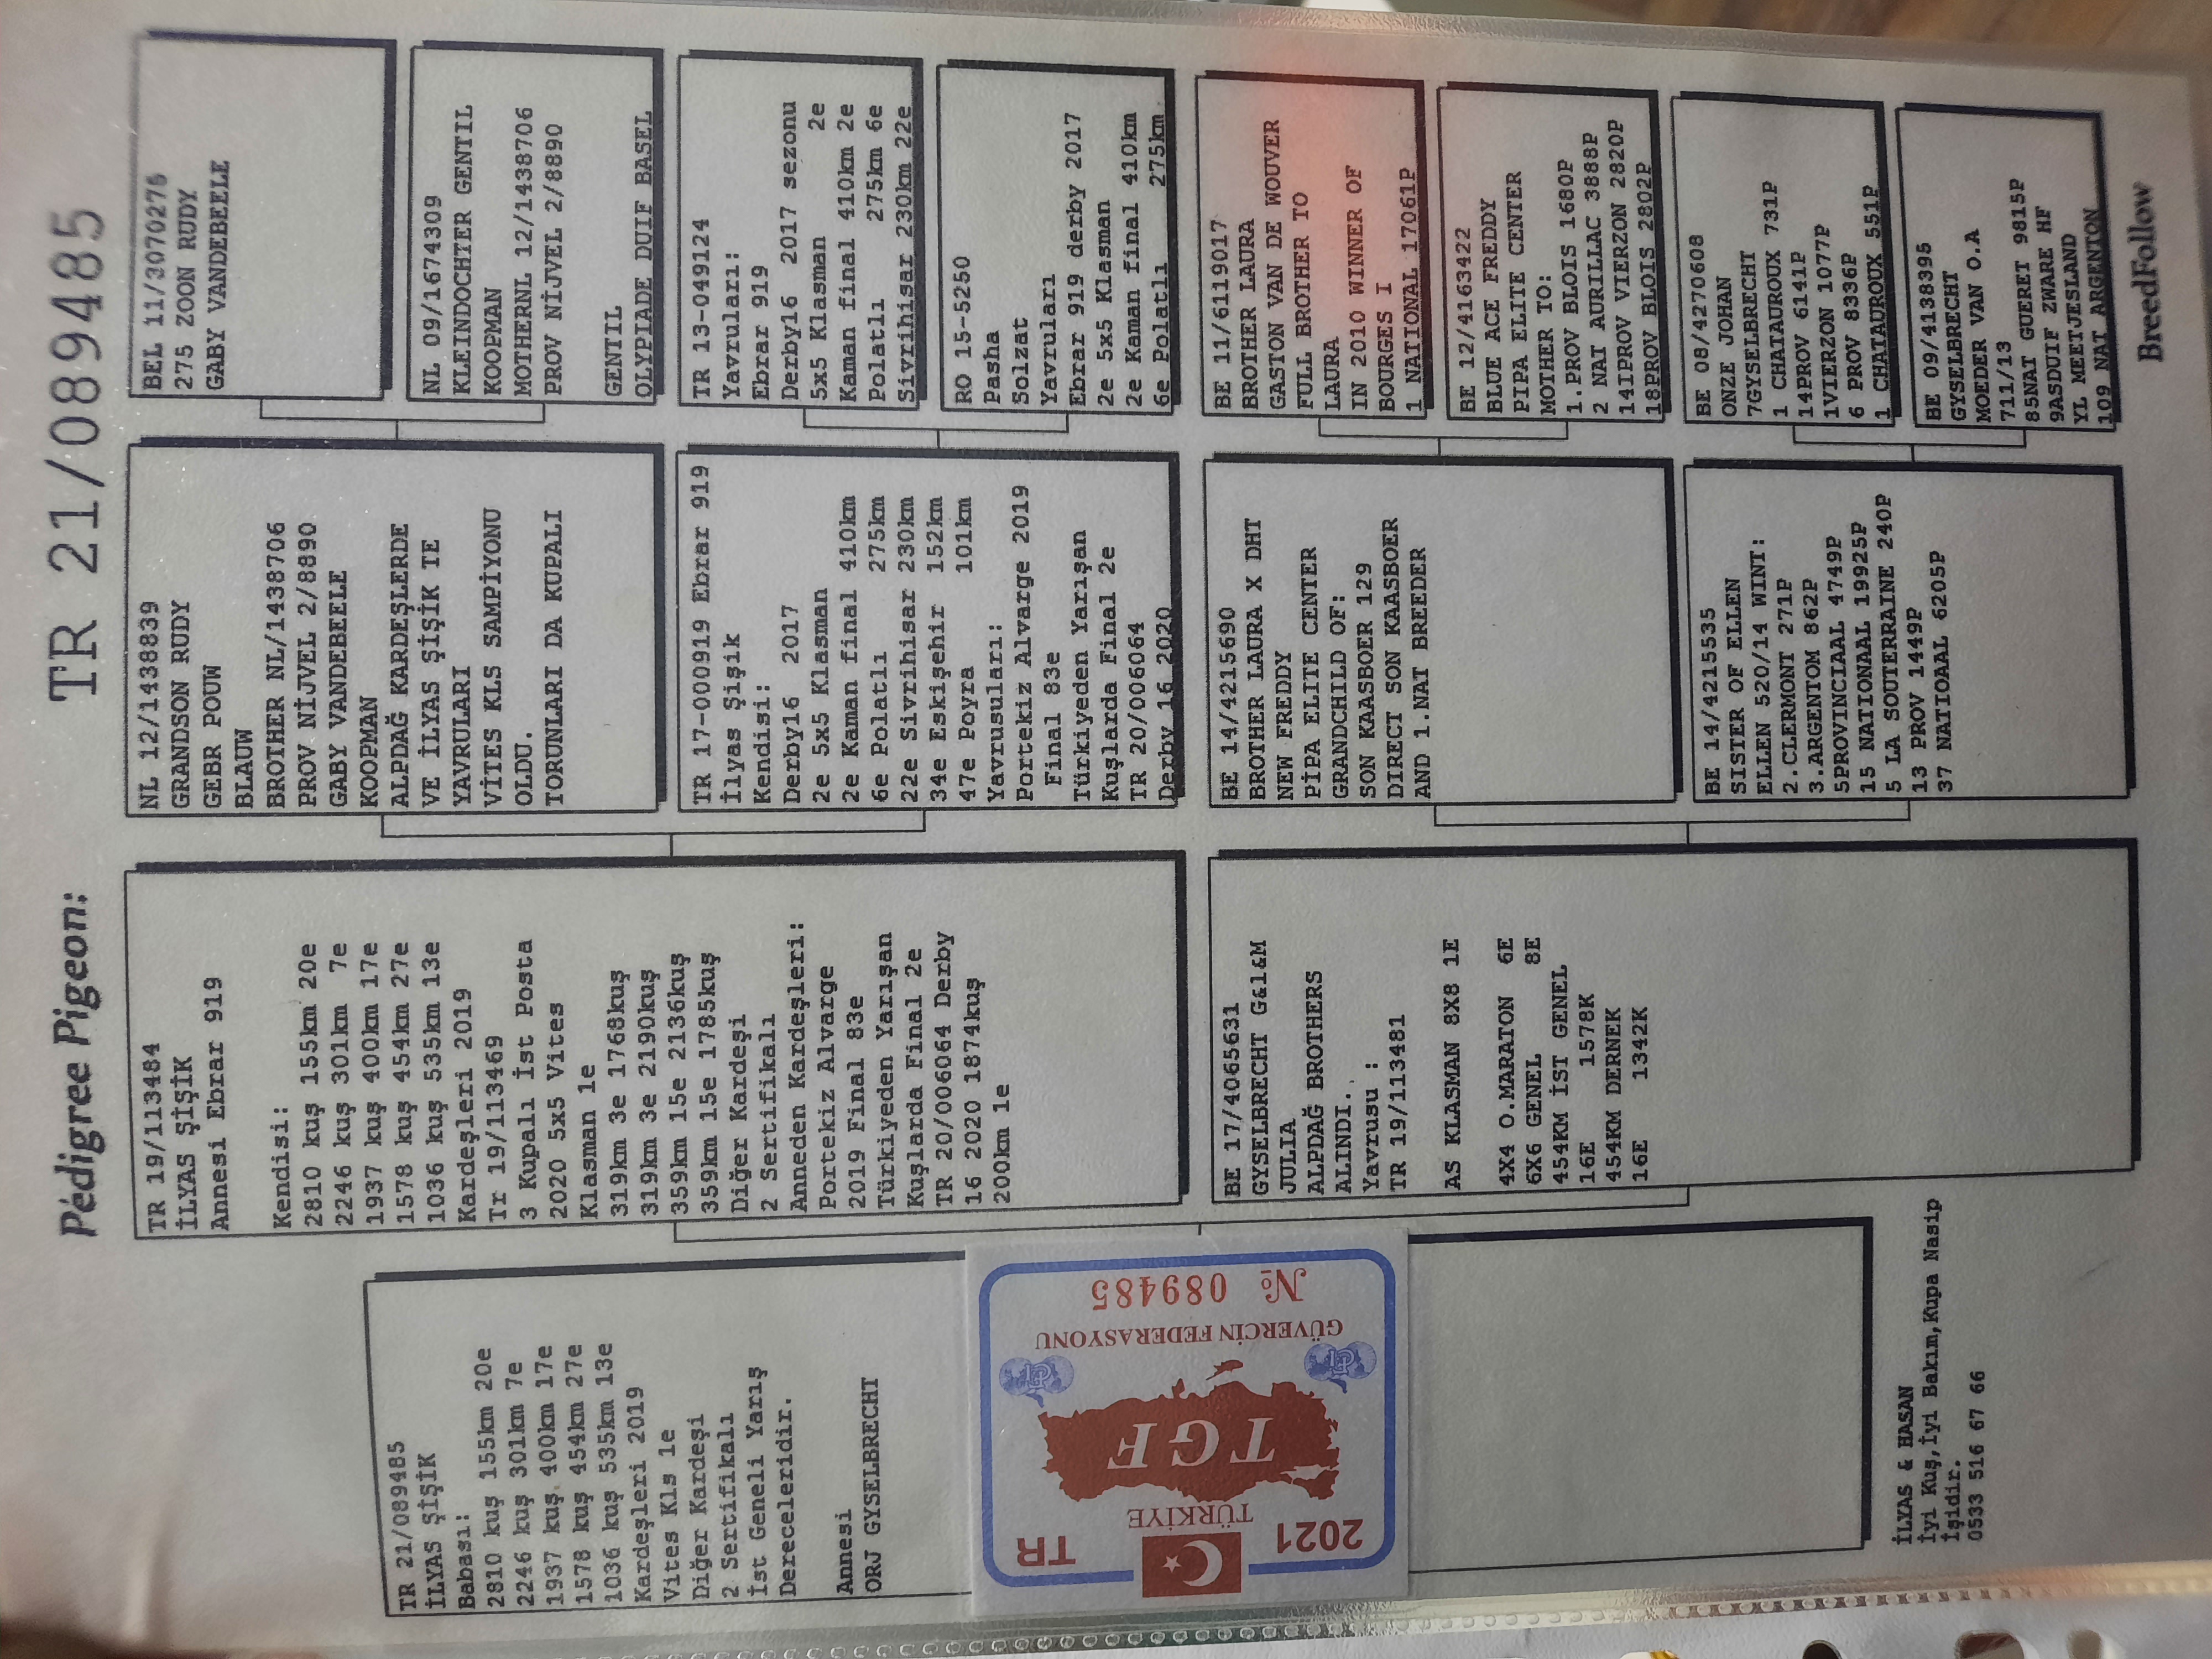 Pédigree Pigeon:
TR 21/089485
TR 21/089485
İLYAS ŞİŞİK
Babası:
2810 kuş 155km 20e
2246 kuş 301km 7e
1937 kuş 400km 17e
1578 kuş 454km 27e
1036 kuş 535km 13e
Kardeşleri 2019
Vites Kls 1e
Diğer Kardeşi
2 Sertifikalı
İst Geneli Yarış
Dereceleridir.
Annesi
ORJ GYSELBRECHT
TR
2021
TÜRKİYE
TGF
GÜVERCİN FEDERASYONU
№ 089485
TR 19/113484
İLYAS ŞİŞİK
Annesi Ebrar 919
Kendisi:
2810 kuş 155km 20e
2246 kuş 301km 7e
1937 kuş 400km 17e
1578 kuş 454km 27e
1036 kuş 535km 13e
Kardeşleri 2019
Tr 19/113469
3 Kupalı İst Posta
2020 5x5 Vites
Klasman 1e
319km 3e 1768kuş
319km 3e 2190kuş
359km 15e 2136kuş
359km 15e 1785kuş
Diğer Kardeşi
2 Sertifikalı
Anneden Kardeşleri:
Portekiz Alvarge
2019 Final 83e
Türkiyeden Yarışan
Kuşlarda Final 2e
TR 20/006064 Derby
16 2020 1874kuş
200km 1e
BE 17/4065631
GYSELBRECHT G&l&M
JULIA
ALPDAĞ BROTHERS
ALINDI..
Yavrusu :
TR 19/113481
AS KLASMAN 8X8 1E
4X4 O.MARATON 6E
6X6 GENEL 8E
454KM İST GENEL
16E 1578K
454KM DERNEK
16E 1342K
NL 12/1438839
GRANDSON RUDY
GEBR POUW
BLAUW
BROTHER NL/1438706
PROV NİJVEL 2/8890
GABY VANDEBEELE
KOOPMAN
ALPDAĞ KARDEŞLERDE
VE İLYAS ŞİŞİK TE
YAVRULARI
VİTES KLS SAMPİYONU
OLDU.
TORUNLARI DA KUPALI
TR 17-000919 Ebrar 919
İlyas Şişik
Kendisi:
Derby16 2017
2e 5x5 Klasman
2e Kaman final 410km
6e Polatlı 275km
22e Sivrihisar 230km
34e Eskişehir 152km
47e Poyra 101km
Yavrusuları:
Portekiz Alvarge 2019
Final 83e
Türkiyeden Yarışan
Kuşlarda Final 2e
TR 20/006064
Derby 16 2020
BE 14/4215690
BROTHER LAURA X DHT
NEW FREDDY
PİPA ELITE CENTER
GRANDCHILD OF:
SON KAASBOER 129
DIRECT SON KAASBOER
AND 1.NAT BREEDER
BE 14/4215535
SISTER OF ELLEN
ELLEN 520/14 WINT:
2.CLERMONT 271P
3.ARGENTOM 862P
5PROVINCIAAL 4749P
15 NATIONAAL 19925P
5 LA SOUTERRAINE 240P
13 PROV 1449P
37 NATIOAAL 6205P
BEL 11/3070275
275 ZOON RUDY
GABY VANDEBEELE
NL 09/1674309
KLEINDOCHTER GENTIL
KOOPMAN
MOTHERNL 12/1438706
PROV NİJVEL 2/8890
GENTIL
OLYPIADE DUIF BASEL
TR 13-049124
Yavruları:
Ebrar 919
Derby16 2017 sezonu
5x5 Klasman 2e
Kaman final 410km 2e
Polatlı 275km 6e
Sivrihisar 230km 22e
RO 15-5250
Pasha
Solzat
Yavruları
Ebrar 919 derby 2017
2e 5x5 Klasman
2e Kaman final 410km
6e Polatlı 275km
BE 11/6119017
BROTHER LAURA
GASTON VAN DE WOUVER
FULL BROTHER TO
LAURA
IN 2010 WINNER OF
BOURGES I
1 NATIONAL 17061P
BE 12/4163422
BLUE ACE FREDDY
PIPA ELITE CENTER
MOTHER TO:
1.PROV BLOIS 1680P
2 NAT AURILLAC 3888P
141PROV VIERZON 2820P
18PROV BLOIS 2802P
BE 08/4270608
ONZE JOHAN
7GYSELBRECHT
1 CHATAUROUX 731P
14PROV 6141P
1VIERZON 1077P
6 PROV 8336P
1 CHATAUROUX 551P
BE 09/4138395
GYSELBRECHT
MOEDER VAN O.A
711/13
85NAT GUERET 9815P
9ASDUIF ZWARE HF
YL MEETJESLAND
109 NAT ARGENTON
İLYAS & HASAN
İyi Kuş,İyi Bakım,Kupa Nasip
İşidir.
0533 516 67 66
BreedFollow